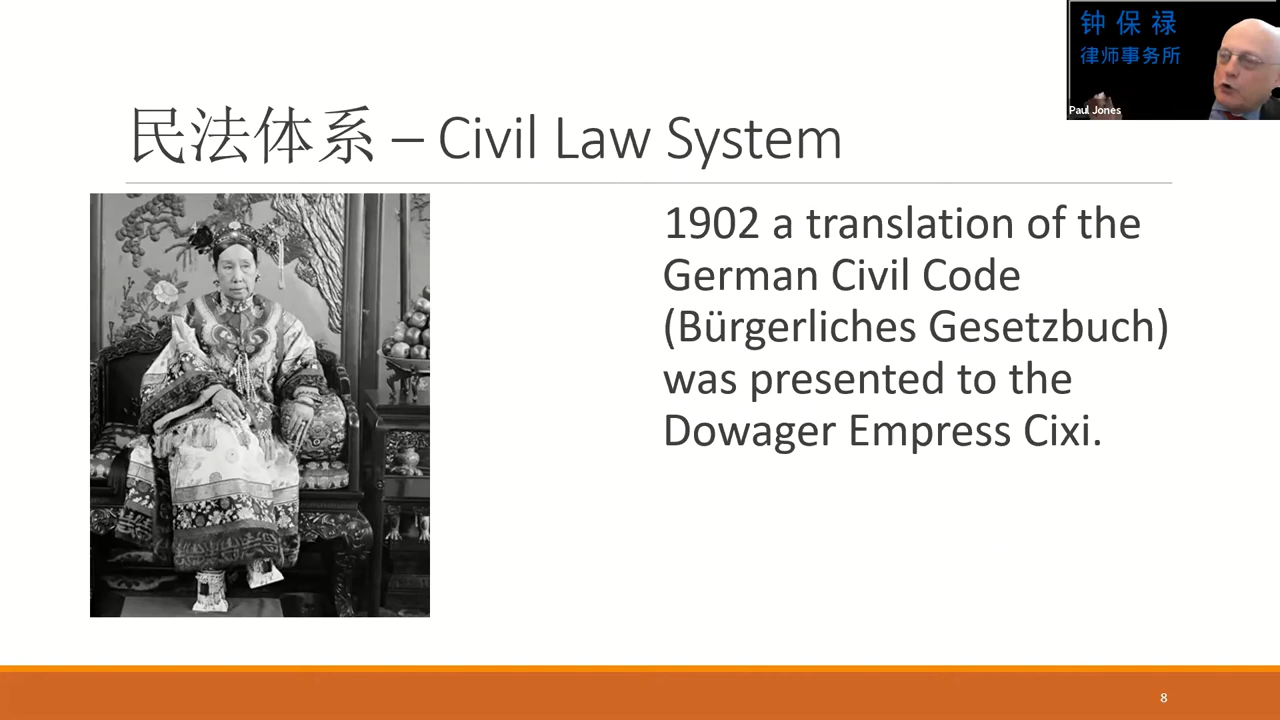 钟保禄
律师事务所
Paul Jones
民法体系 – Civil Law System
1902 a translation of the
German Civil Code
(Bürgerliches Gesetzbuch)
was presented to the
Dowager Empress Cixi.
8